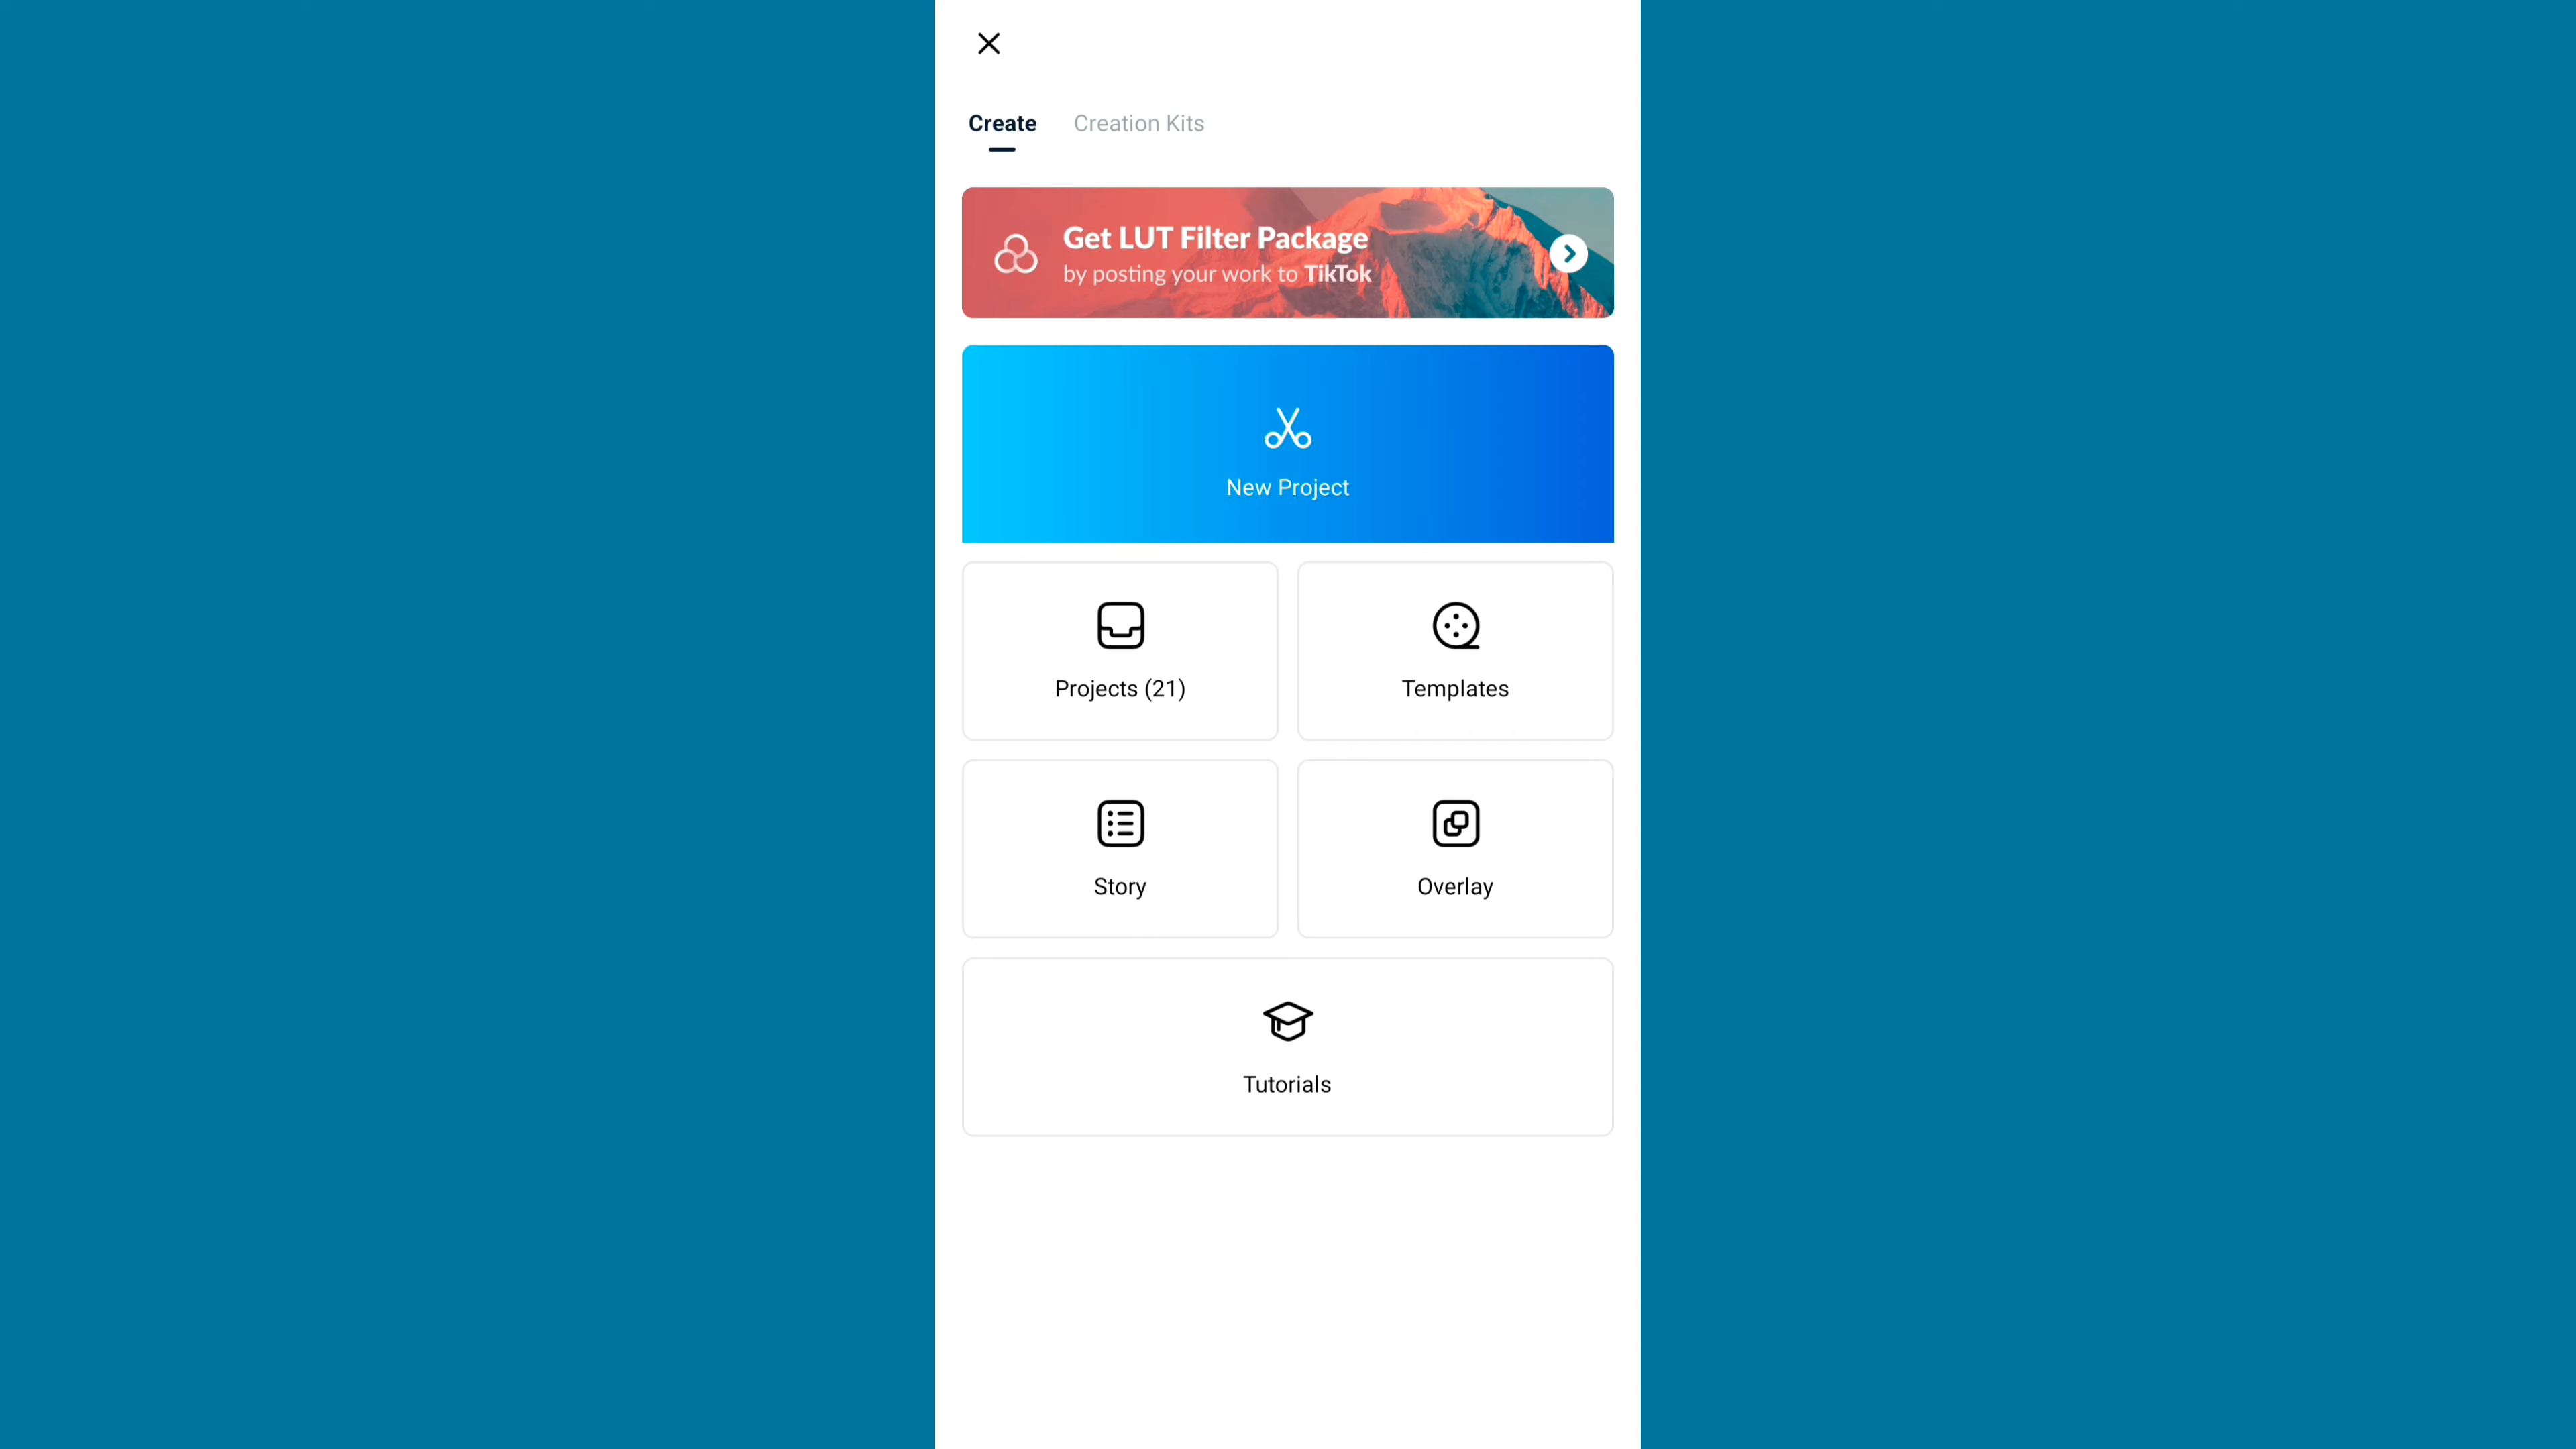 Create
Creation Kits
Get LUT Filter Package
by posting your work to TikTok
New Project
Projects (21)
Templates
Story
Overlay
Tutorials